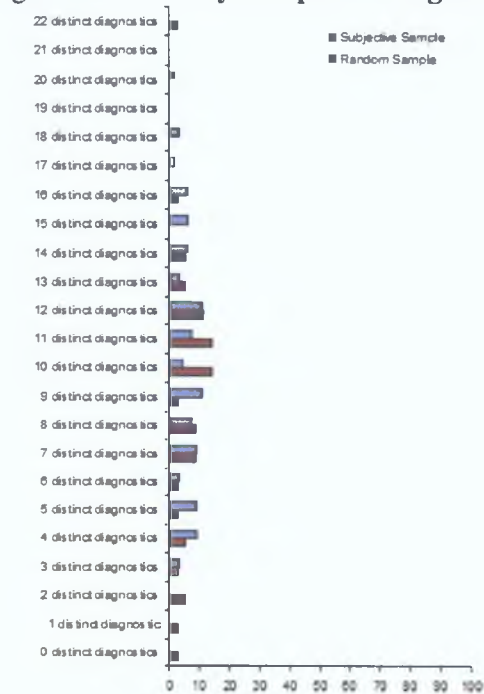 22 distinct diagnostics
21 distinct diagnostics
20 distinct diagnostics
19 distinct diagnostics
18 distinct diagnostics
17 distinct diagnostics
16 distinct diagnostics
15 distinct diagnostics
14 distinct diagnostics
13 distinct diagnostics
12 distinct diagnostics
11 distinct diagnostics
10 distinct diagnostics
9 distinct diagnostics
8 distinct diagnostics
7 distinct diagnostics
6 distinct diagnostics
5 distinct diagnostics
4 distinct diagnostics
3 distinct diagnostics
2 distinct diagnostics
1 distinct diagnostic
0 distinct diagnostics
Subjective Sample
Random Sample
0 10 20 30 40 50 60 70 80 90 100